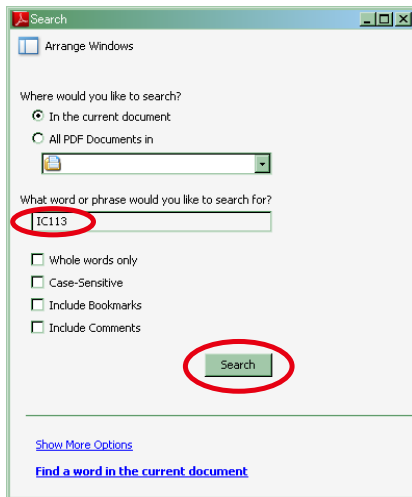 Search
Arrange Windows
Where would you like to search?
In the current document
All PDF Documents in
What word or phrase would you like to search for?
IC113
Whole words only
Case-Sensitive
Include Bookmarks
Include Comments
Search
Show More Options
Find a word in the current document